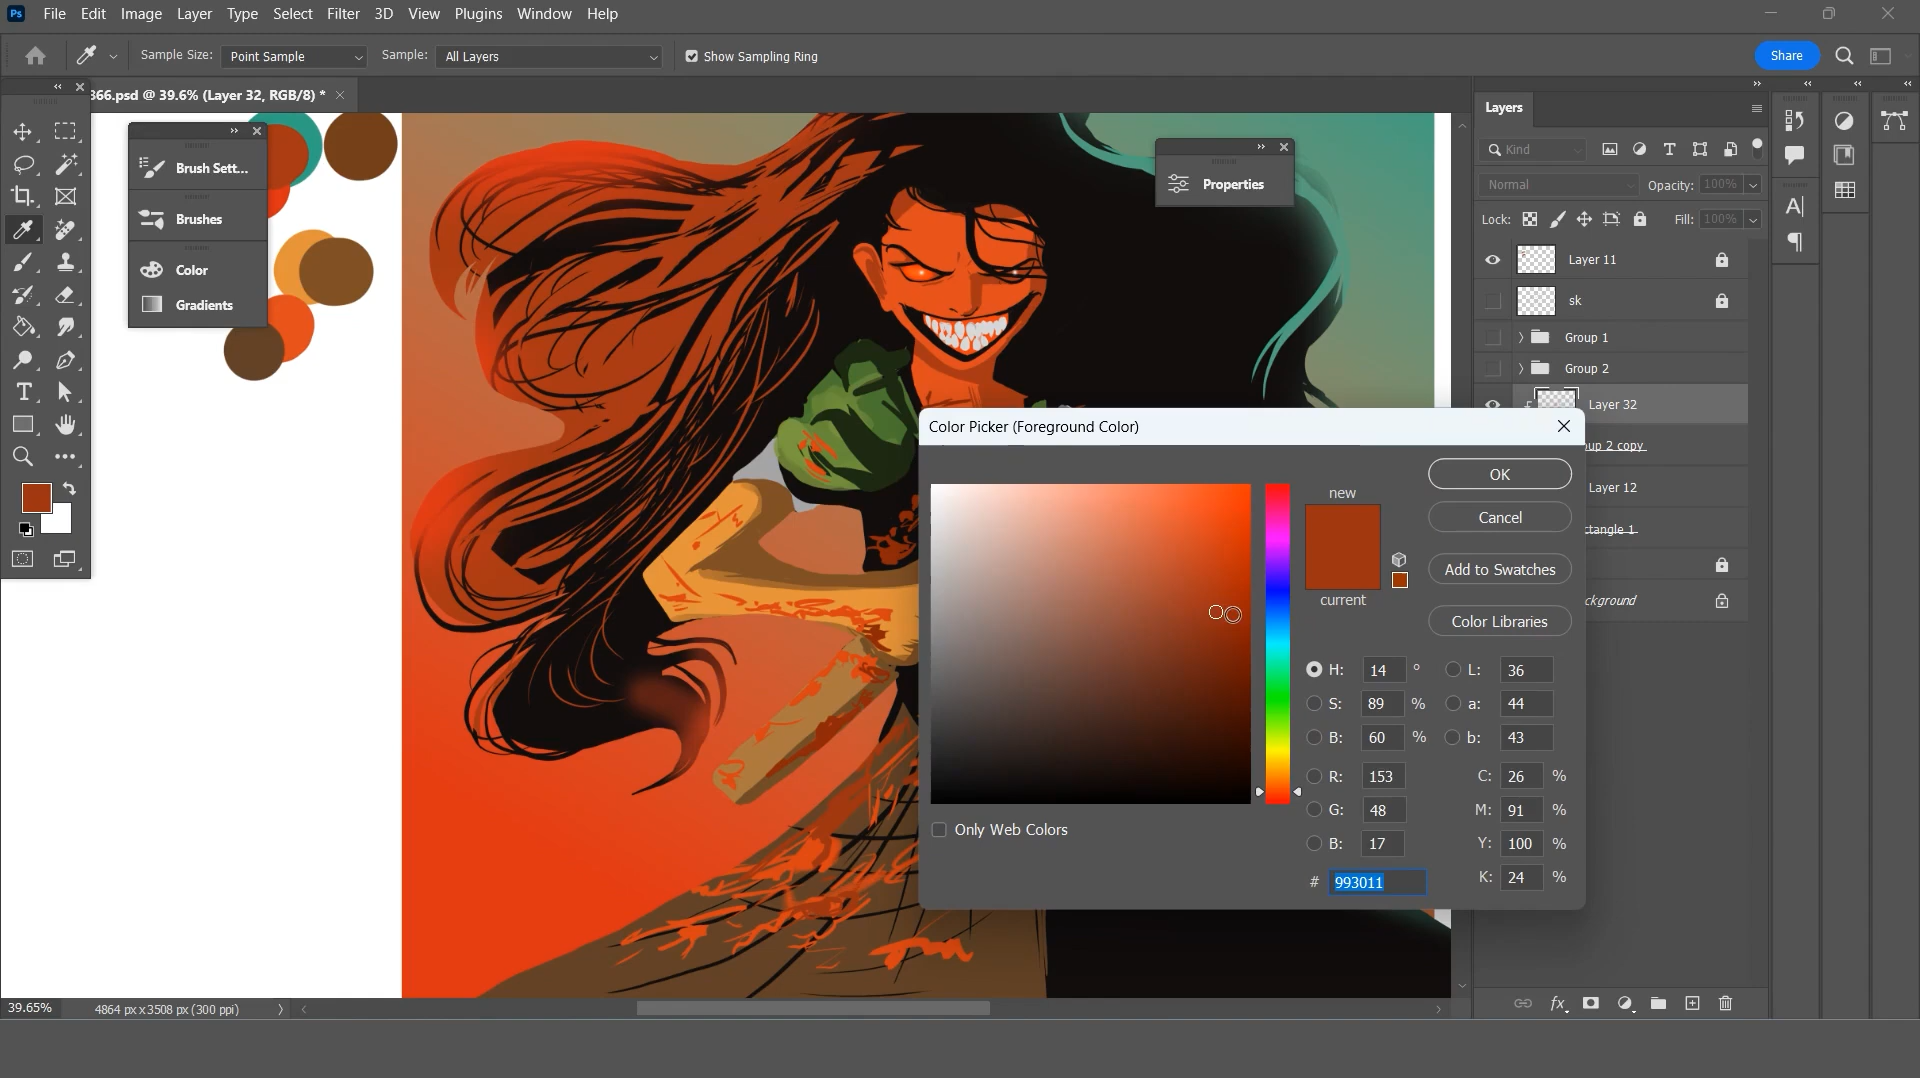 Ps File Edit Image Layer Type Select Filter 3D View Plugins Window Help
Sample Size: Point Sample Sample: All Layers Show Sampling Ring Share
366.psd @ 39.6% (Layer 32, RGB/8) *
Brush Sett...
Brushes
Color
Gradients
Properties
Layers
Kind
Normal Opacity: 100%
Lock: Fill: 100%
Layer 11
sk
Group 1
Group 2
Layer 32
oup 2 copy
Layer 12
ctangle 1
ckground
Color Picker (Foreground Color)
new
current
OK
Cancel
Add to Swatches
Color Libraries
H: 14 ° L: 36
S: 89 % a: 44
B: 60 % b: 43
R: 153 C: 26 %
G: 48 M: 91 %
B: 17 Y: 100 %
# 993011 K: 24 %
Only Web Colors
39.65% 4864 px x 3508 px (300 ppi)